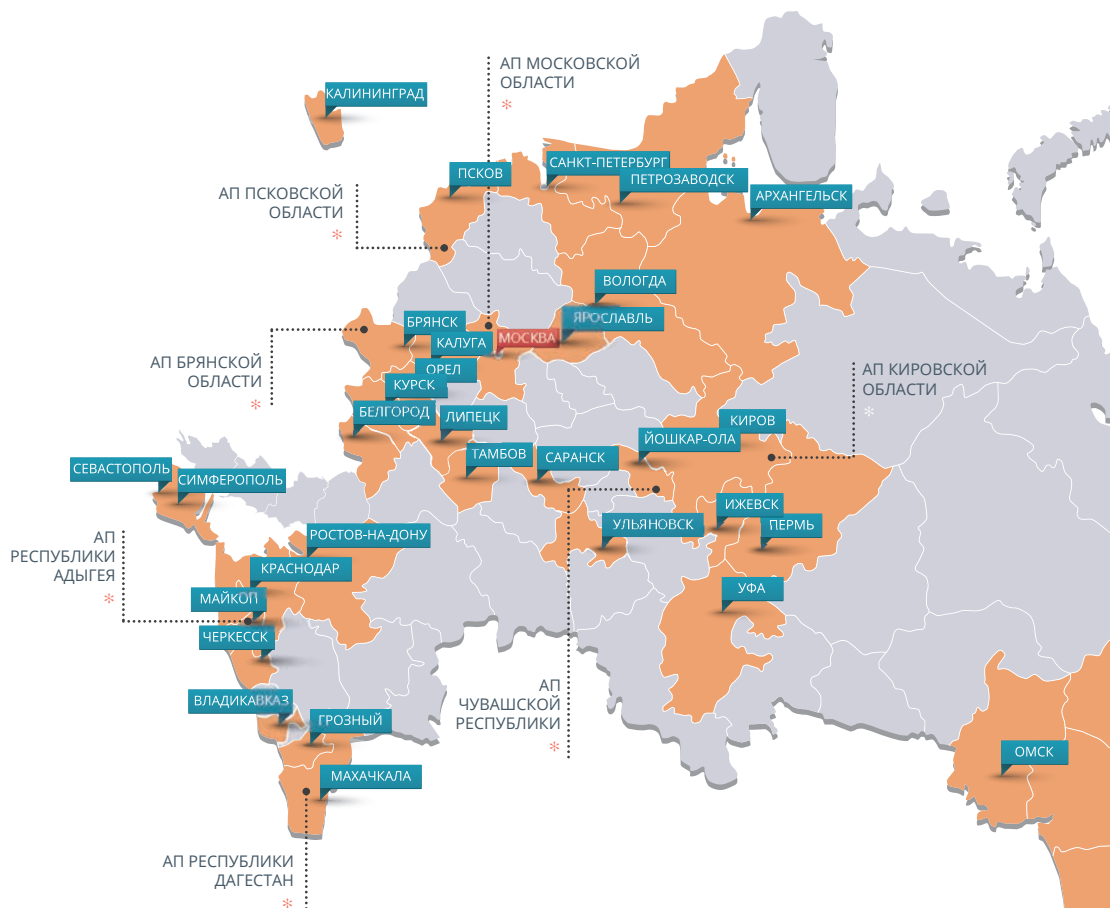 АП МОСКОВСКОЙ
ОБЛАСТИ
*
КАЛИНИНГРАД
САНКТ-ПЕТЕРБУРГ
ПСКОВ
ПЕТРОЗАВОДСК
АП ПСКОВСКОЙ
ОБЛАСТИ
*
АРХАНГЕЛЬСК
ВОЛОГДА
ЯРОСЛАВЛЬ
БРЯНСК
МОСКВА
КАЛУГА
АП БРЯНСКОЙ
ОБЛАСТИ
*
ОРЕЛ
АП КИРОВСКОЙ
ОБЛАСТИ
*
КУРСК
БЕЛГОРОД
ЛИПЕЦК
КИРОВ
ЙОШКАР-ОЛА
ТАМБОВ
САРАНСК
СЕВАСТОПОЛЬ
СИМФЕРОПОЛЬ
ИЖЕВСК
УЛЬЯНОВСК
ПЕРМЬ
РОСТОВ-НА-ДОНУ
АП
РЕСПУБЛИКИ
АДЫГЕЯ
*
КРАСНОДАР
УФА
МАЙКОП
ЧЕРКЕССК
АП
ЧУВАШСКОЙ
РЕСПУБЛИКИ
*
ВЛАДИКАВКАЗ
ГРОЗНЫЙ
ОМСК
МАХАЧКАЛА
АП РЕСПУБЛИКИ
ДАГЕСТАН
*